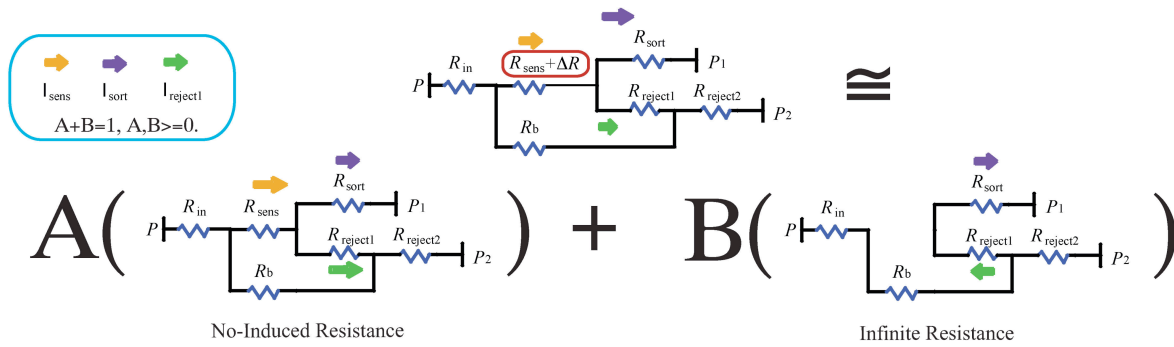 I_sens I_sort I_reject1
A+B=1, A,B>=0.
P R_in R_sens+ΔR R_sort P_1
R_reject1 R_reject2 P_2
R_b
≅
A( R_in R_sens R_sort P P_1
R_reject1 R_reject2 P_2
R_b )
+
B( R_in R_sort P P_1
R_reject1 R_reject2 P_2
R_b )
No-Induced Resistance
Infinite Resistance